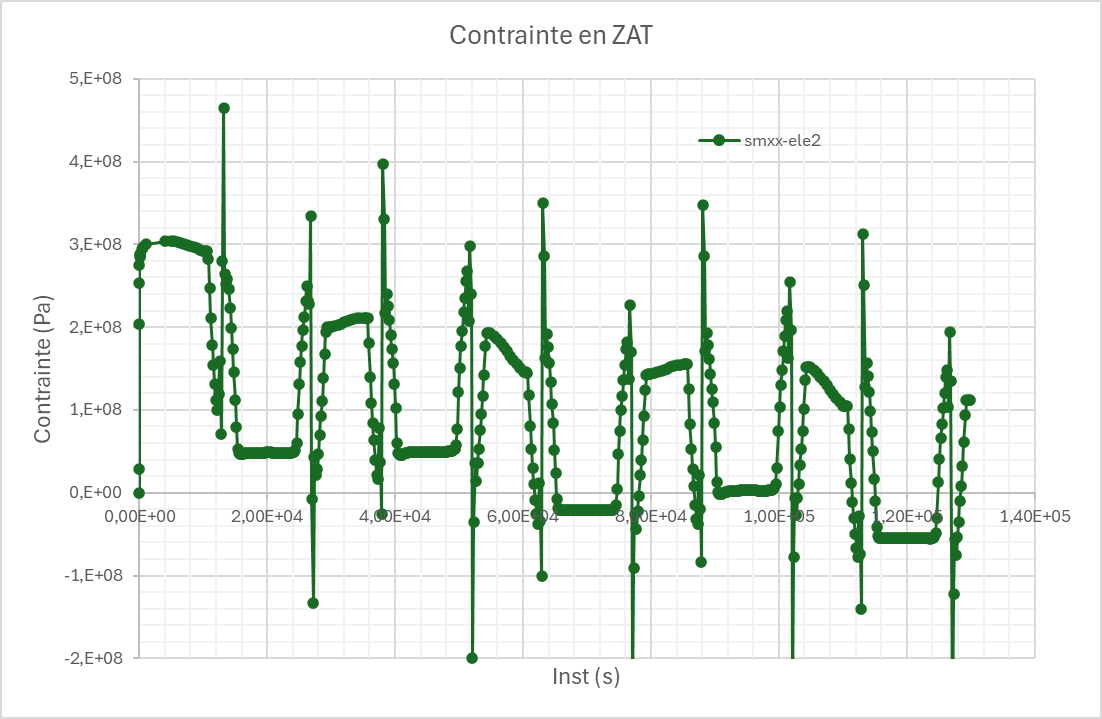 Contrainte en ZAT
5,E+08
4,E+08
3,E+08
2,E+08
1,E+08
0,E+00
-1,E+08
-2,E+08
Contrainte (Pa)
smxx-ele2
0,00E+00 2,00E+04 4,00E+04 6,00E+04 8,00E+04 1,00E+05 1,20E+05 1,40E+05
Inst (s)